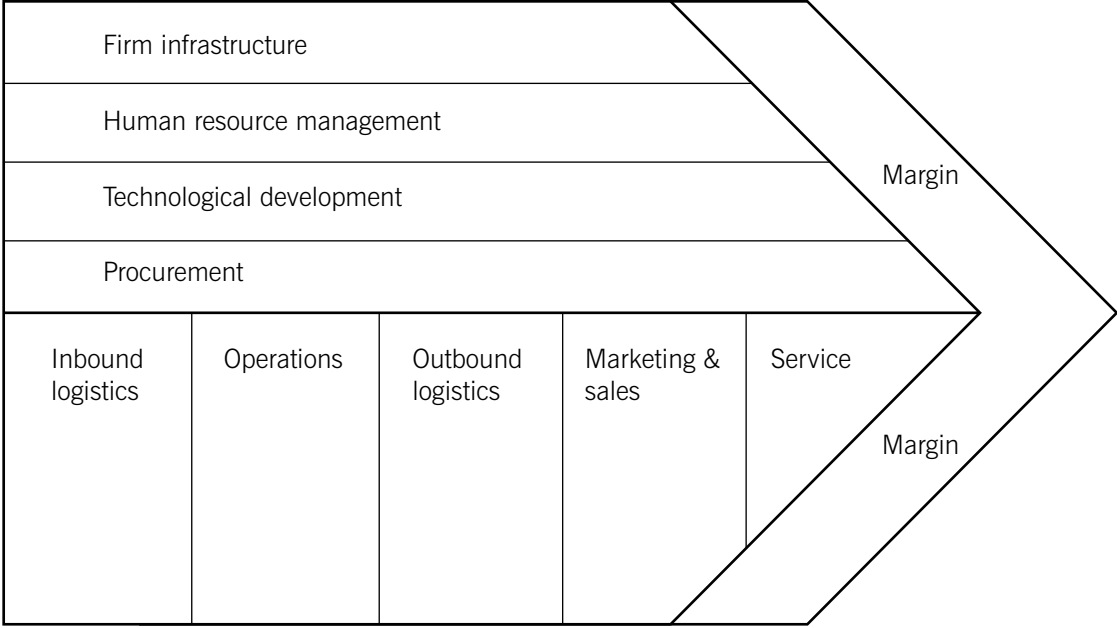 Firm infrastructure
Human resource management
Technological development
Procurement
Margin
Inbound
logistics
Operations
Outbound
logistics
Marketing &
sales
Service
Margin